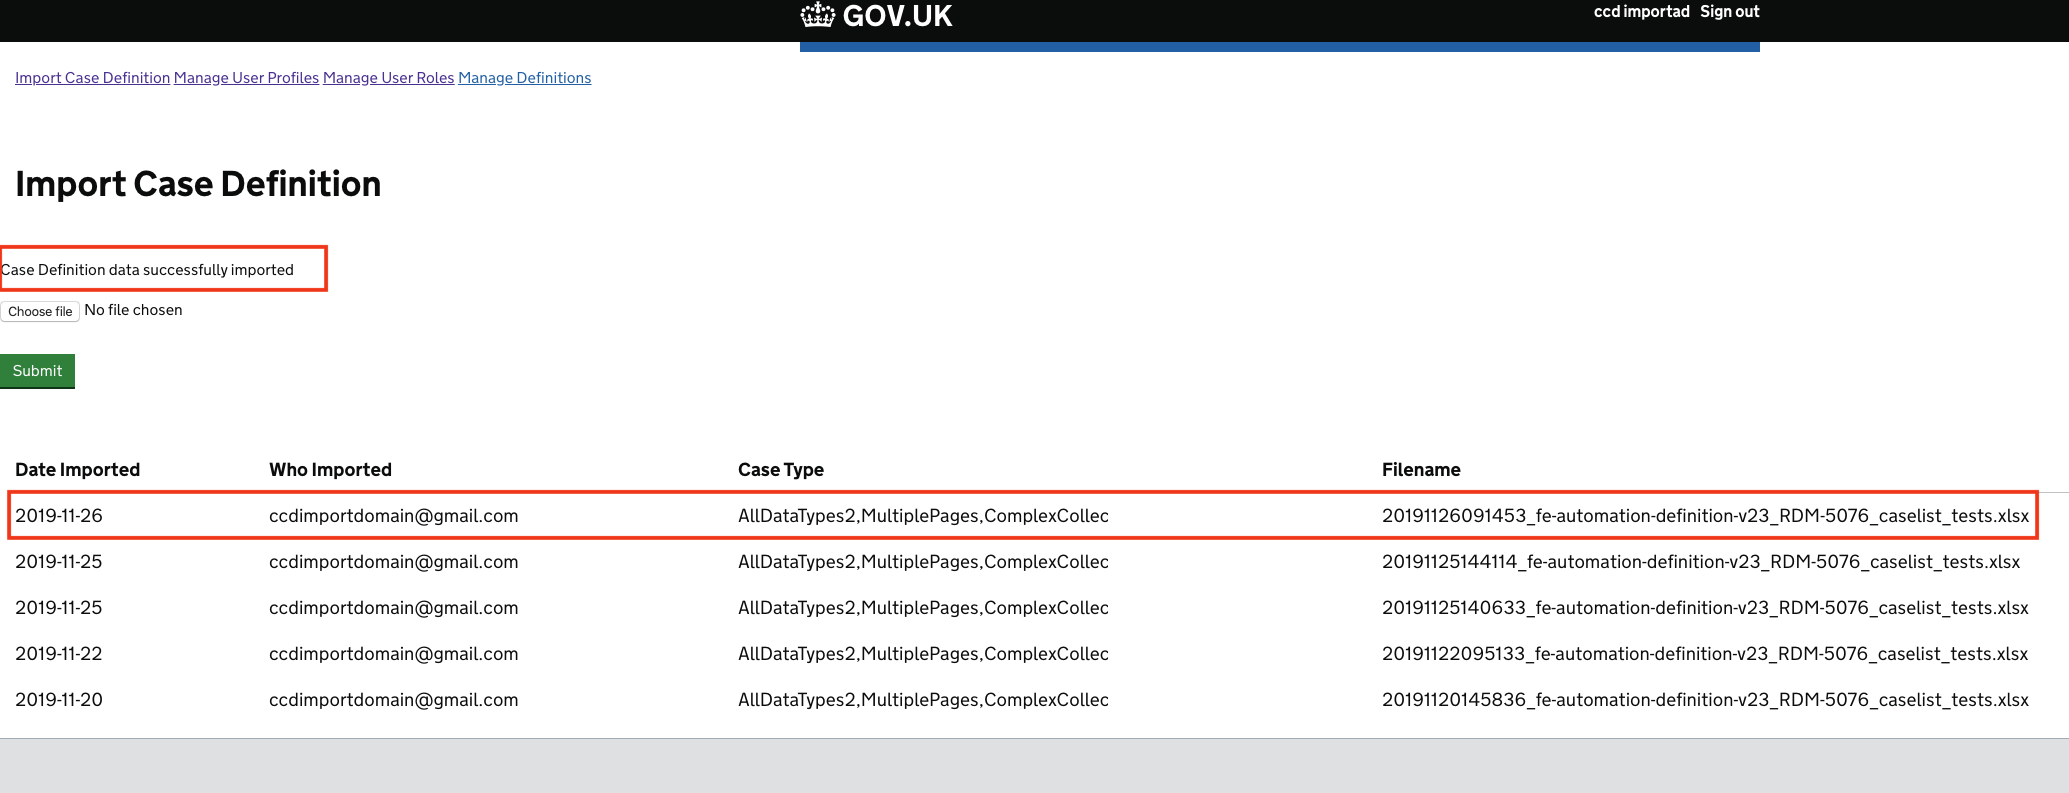 GOV.UK ccd importad Sign out
Import Case Definition Manage User Profiles Manage User Roles Manage Definitions
Import Case Definition
Case Definition data successfully imported
Choose file No file chosen
Submit
Date Imported Who Imported Case Type Filename
2019-11-26 ccdimportdomain@gmail.com AllDataTypes2,MultiplePages,ComplexCollec 20191126091453_fe-automation-definition-v23_RDM-5076_caselist_tests.xlsx
2019-11-25 ccdimportdomain@gmail.com AllDataTypes2,MultiplePages,ComplexCollec 20191125144114_fe-automation-definition-v23_RDM-5076_caselist_tests.xlsx
2019-11-25 ccdimportdomain@gmail.com AllDataTypes2,MultiplePages,ComplexCollec 20191125140633_fe-automation-definition-v23_RDM-5076_caselist_tests.xlsx
2019-11-22 ccdimportdomain@gmail.com AllDataTypes2,MultiplePages,ComplexCollec 20191122095133_fe-automation-definition-v23_RDM-5076_caselist_tests.xlsx
2019-11-20 ccdimportdomain@gmail.com AllDataTypes2,MultiplePages,ComplexCollec 20191120145836_fe-automation-definition-v23_RDM-5076_caselist_tests.xlsx